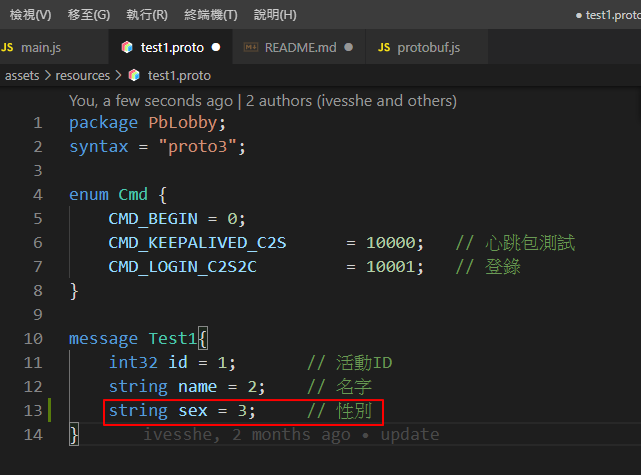 檢視(V) 移至(G) 執行(R) 終端機(T) 說明(H) ● test1.proto
JS main.js test1.proto ● README.md ● JS protobuf.js
assets > resources > test1.proto
You, a few seconds ago | 2 authors (ivesshe and others)
1 package PbLobby;
2 syntax = "proto3";
3
4 enum Cmd {
5 CMD_BEGIN = 0;
6 CMD_KEEPALIVED_C2S = 10000; // 心跳包測試
7 CMD_LOGIN_C2S2C = 10001; // 登錄
8 }
9
10 message Test1{
11 int32 id = 1; // 活動ID
12 string name = 2; // 名字
13 string sex = 3; // 性別
14 } ivesshe, 2 months ago • update